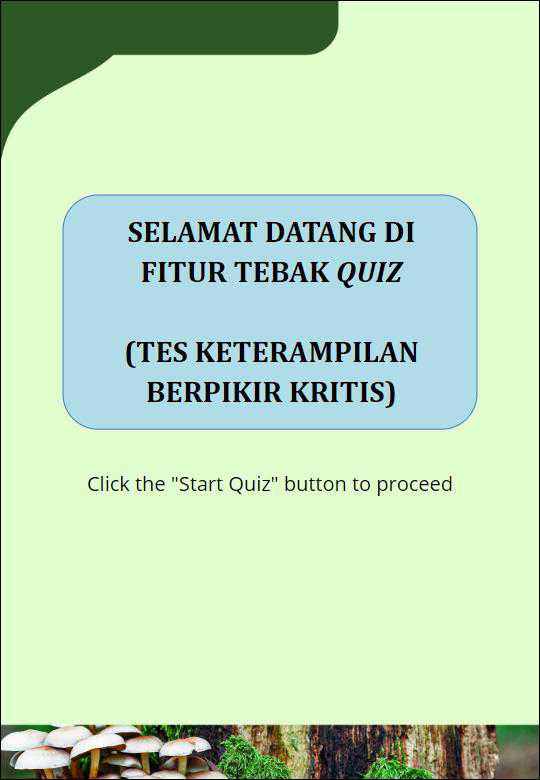 SELAMAT DATANG DI
FITUR TEBAK QUIZ
(TES KETERAMPILAN
BERPIKIR KRITIS)
Click the "Start Quiz" button to proceed